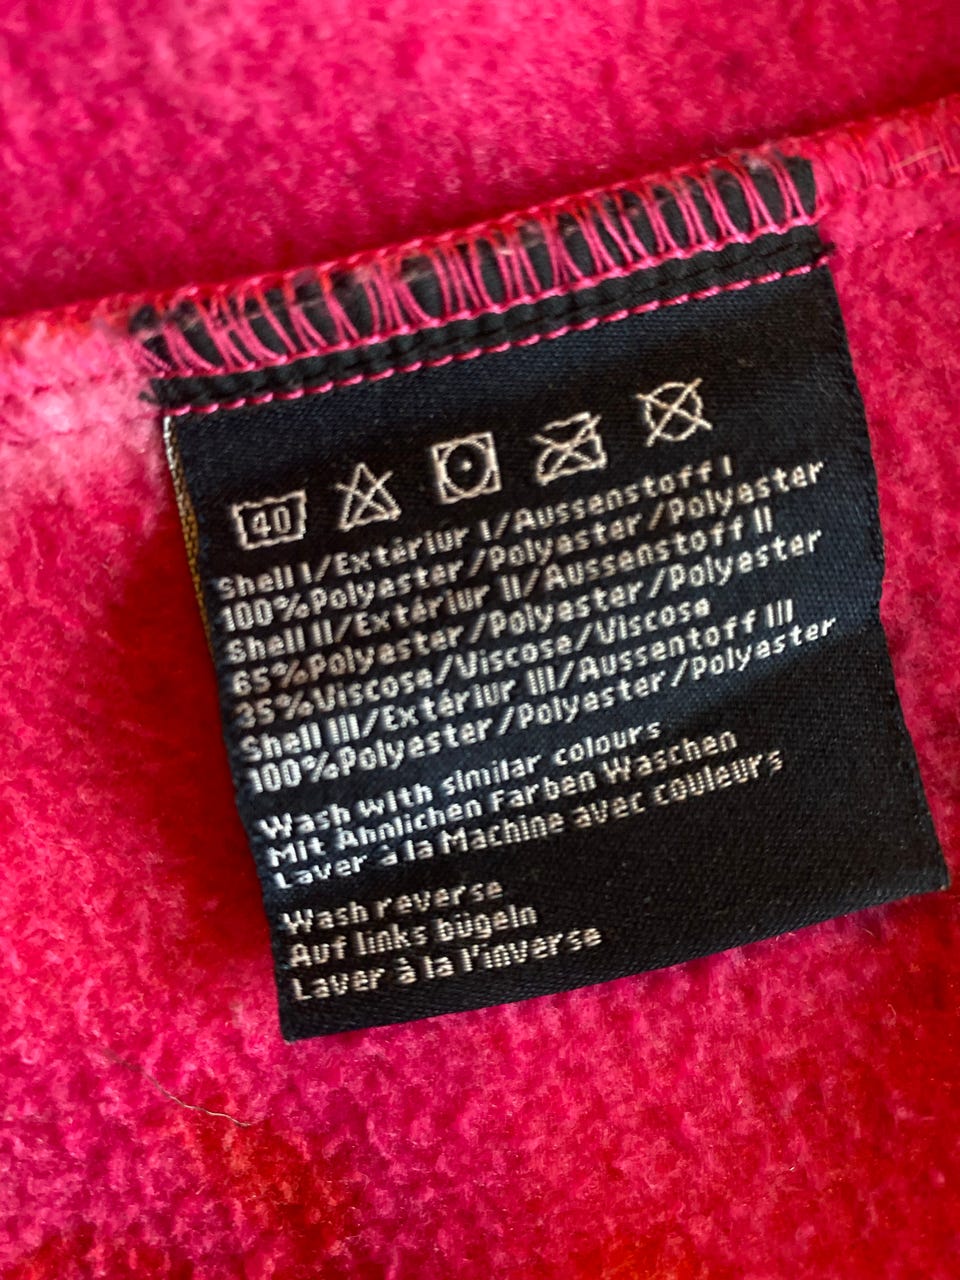 40
Shell I/Extériur I/Aussenstoff I
100%Polyester/Polyester/Polyester
Shell II/Extériur II/Aussenstoff II
65%Polyester/Polyester/Polyester
35%Viscose/Viscose/Viscose
Shell III/Extériur III/Aussentoff III
100%Polyester/Polyester/Polyester
Wash with similar colours
Mit Ähnlichen Farben Waschen
Laver à la Machine avec couleurs
Wash reverse
Auf links bügeln
Laver à la l'inverse